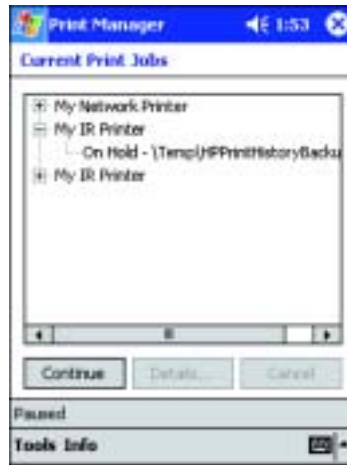 Print Manager 1:53
Current Print Jobs
My Network Printer
My IR Printer
On Hold - \Temp\HPPrintHistoryBacku
My IR Printer
Continue Details... Cancel
Paused
Tools Info